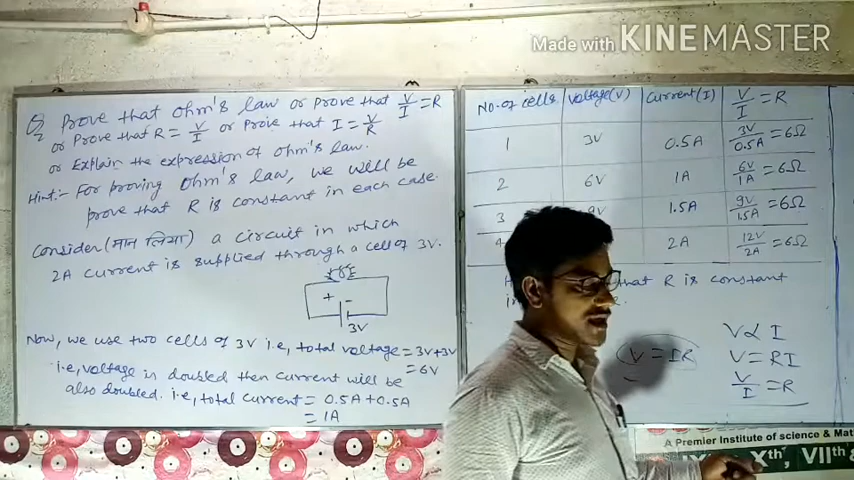 Made with KINEMASTER
Q Prove that Ohm's law or prove that V/I = R
or Prove that R = V/I or Prove that I = V/R
or Explain the expression of Ohm's law.
Hint:- For proving Ohm's law, we will be
prove that R is constant in each case.
Consider (मान लिया) a circuit in which
2A current is supplied through a cell of 3V.
+ -
3V
Now, we use two cells of 3V i.e, total voltage = 3V+3V
= 6V
i.e, voltage is doubled then current will be
also doubled. i.e, total current = 0.5A + 0.5A
= 1A
No. of cells Voltage(V) Current(I) V/I = R
1 3V 0.5A 3V/0.5A = 6Ω
2 6V 1A 6V/1A = 6Ω
3 9V 1.5A 9V/1.5A = 6Ω
4 2A 12V/2A = 6Ω
that R is constant
V = IR
V ∝ I
V = RI
V/I = R
A Premier Institute of Science & Math
Xth, VIIIth